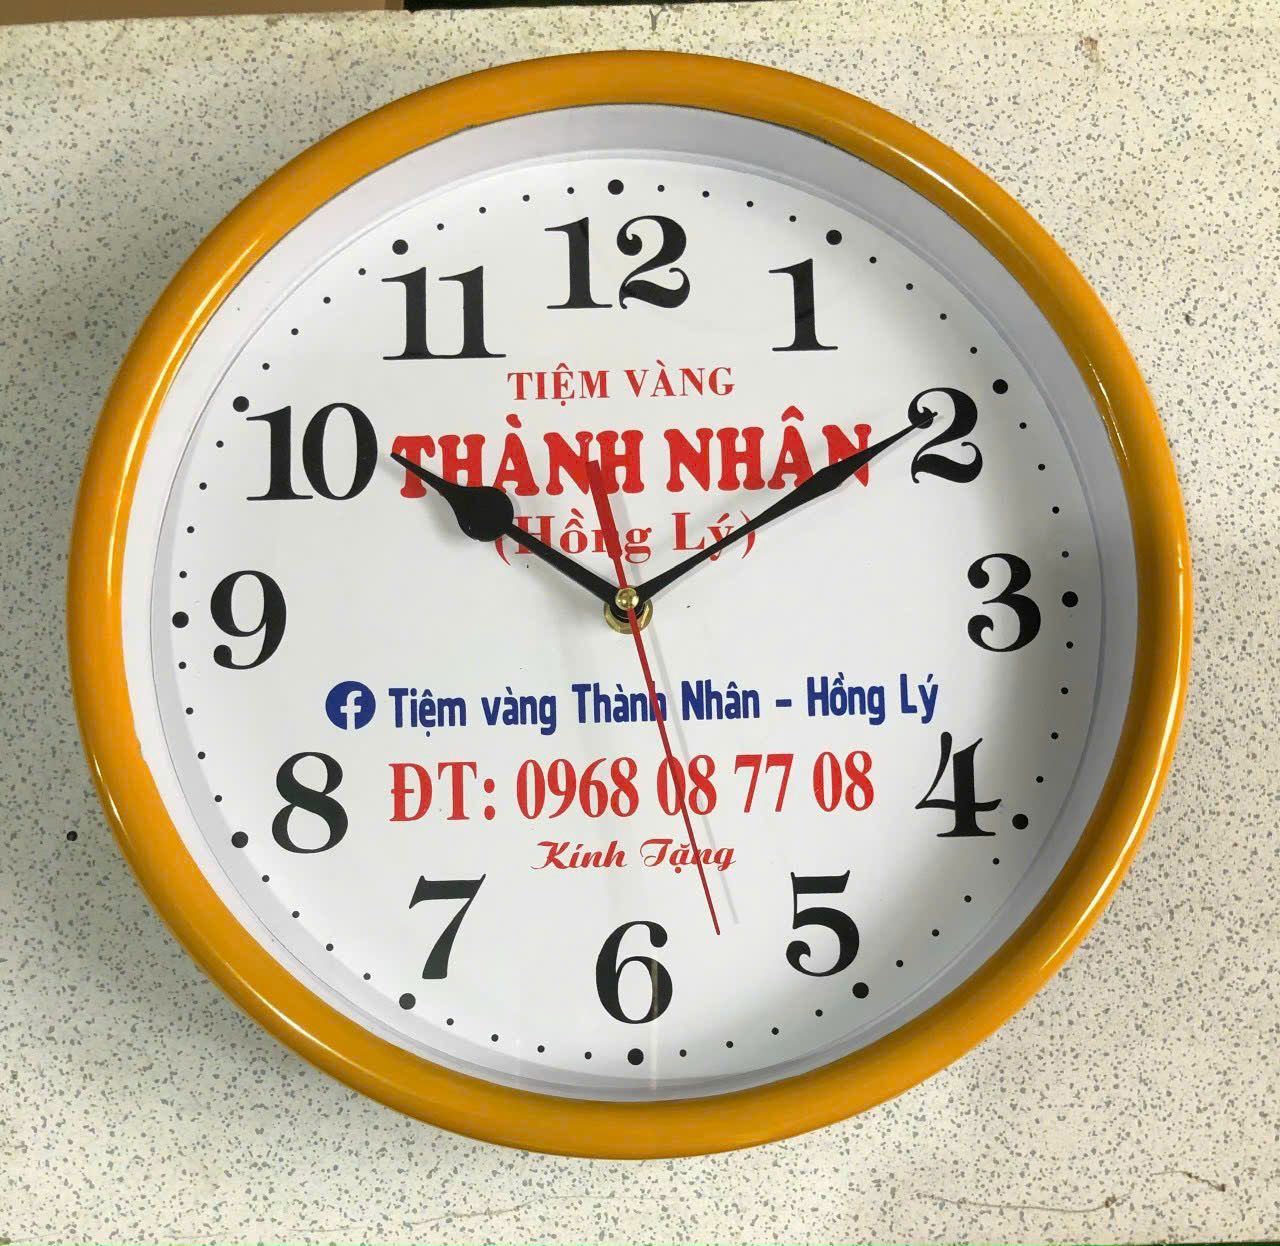 12
11
1
TIỆM VÀNG
10
THÀNH NHÂN
2
(Hồng Lý)
9
3
Tiệm vàng Thành Nhân - Hồng Lý
8
ĐT: 0968 08 77 08
4
Kính Tặng
7
5
6